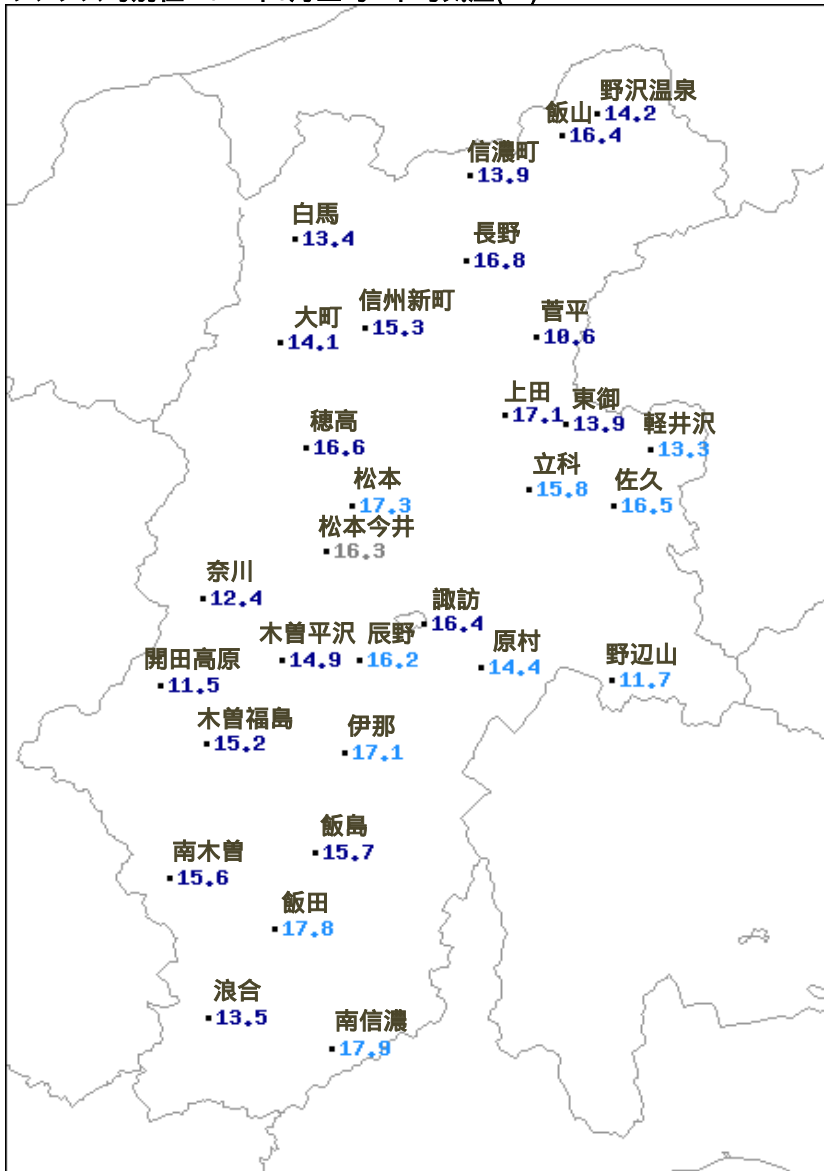 野沢温泉
14.2
飯山
16.4
信濃町
13.9
白馬
13.4
長野
16.8
信州新町
15.3
大町
14.1
菅平
10.6
上田
17.1
東御
13.9
軽井沢
13.3
穂高
16.6
立科
15.8
佐久
16.5
松本
17.3
松本今井
16.3
奈川
12.4
諏訪
16.4
木曽平沢
14.9
辰野
16.2
原村
14.4
野辺山
11.7
開田高原
11.5
木曽福島
15.2
伊那
17.1
飯島
15.7
南木曽
15.6
飯田
17.8
浪合
13.5
南信濃
17.9